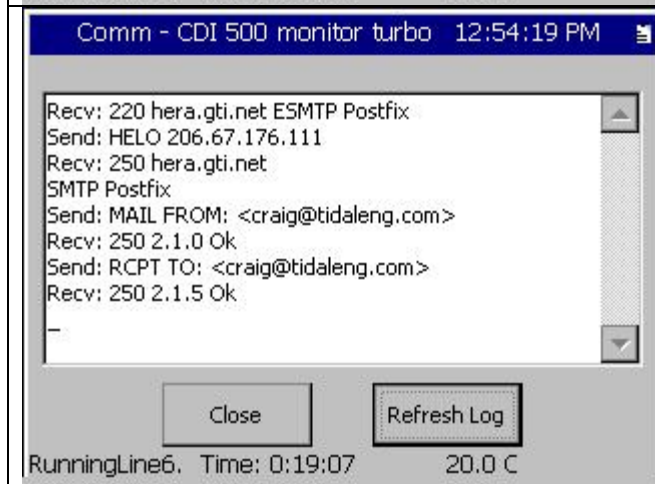 Comm - CDI 500 monitor turbo 12:54:19 PM
Recv: 220 hera.gti.net ESMTP Postfix
Send: HELO 206.67.176.111
Recv: 250 hera.gti.net
SMTP Postfix
Send: MAIL FROM: <craig@tidaleng.com>
Recv: 250 2.1.0 Ok
Send: RCPT TO: <craig@tidaleng.com>
Recv: 250 2.1.5 Ok
_
Close Refresh Log
RunningLine6. Time: 0:19:07 20.0 C